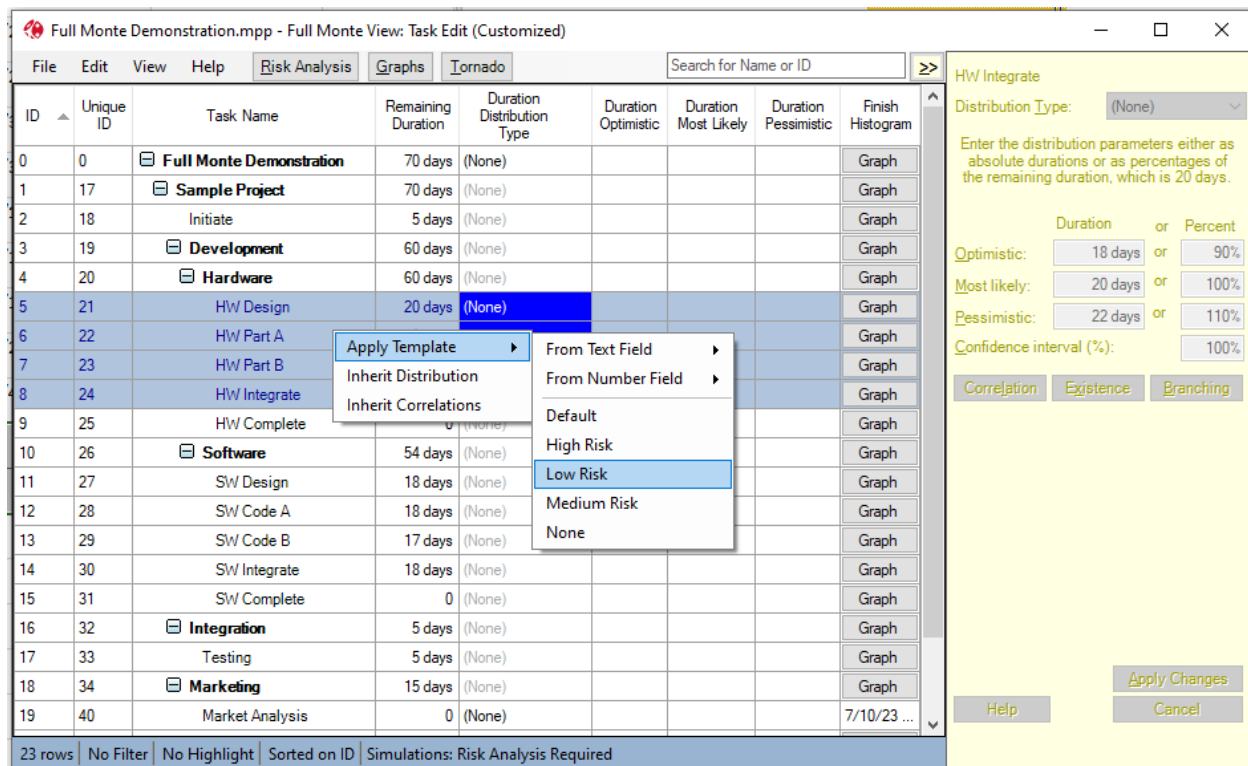 Full Monte Demonstration.mpp - Full Monte View: Task Edit (Customized)
File Edit View Help Risk Analysis Graphs Tornado Search for Name or ID >>
ID Unique ID Task Name Remaining Duration Duration Distribution Type Duration Optimistic Duration Most Likely Duration Pessimistic Finish Histogram
0 0 Full Monte Demonstration 70 days (None) Graph
1 17 Sample Project 70 days (None) Graph
2 18 Initiate 5 days (None) Graph
3 19 Development 60 days (None) Graph
4 20 Hardware 60 days (None) Graph
5 21 HW Design 20 days (None) Graph
6 22 HW Part A Graph
7 23 HW Part B Graph
8 24 HW Integrate Graph
9 25 HW Complete 0 (None) Graph
10 26 Software 54 days (None) Graph
11 27 SW Design 18 days (None) Graph
12 28 SW Code A 18 days (None) Graph
13 29 SW Code B 17 days (None) Graph
14 30 SW Integrate 18 days (None) Graph
15 31 SW Complete 0 (None) Graph
16 32 Integration 5 days (None) Graph
17 33 Testing 5 days (None) Graph
18 34 Marketing 15 days (None) Graph
19 40 Market Analysis 0 (None) 7/10/23 ...
Apply Template
Inherit Distribution
Inherit Correlations
From Text Field
From Number Field
Default
High Risk
Low Risk
Medium Risk
None
HW Integrate
Distribution Type: (None)
Enter the distribution parameters either as
absolute durations or as percentages of
the remaining duration, which is 20 days.
Duration or Percent
Optimistic: 18 days or 90%
Most likely: 20 days or 100%
Pessimistic: 22 days or 110%
Confidence interval (%): 100%
Correlation Existence Branching
Apply Changes
Help Cancel
23 rows No Filter No Highlight Sorted on ID Simulations: Risk Analysis Required